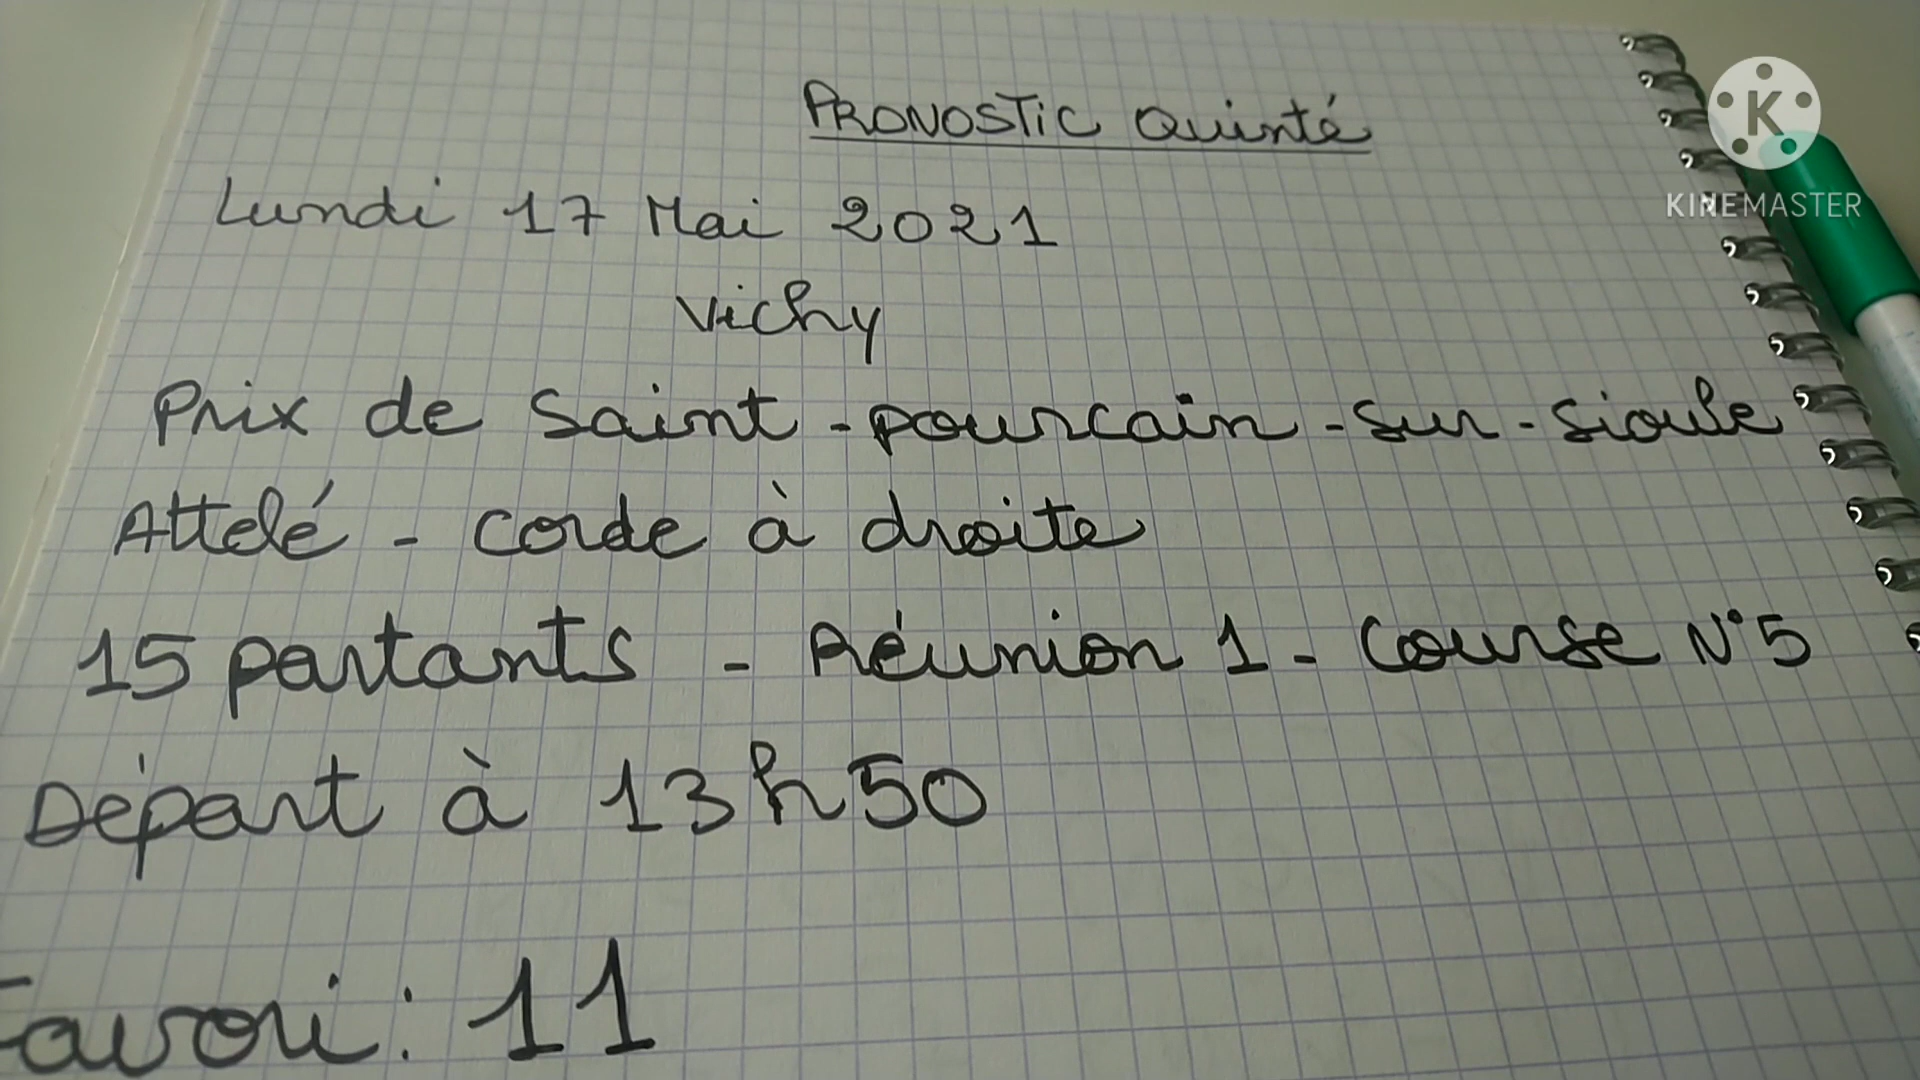 PRONOSTIC Quinté
Lundi 17 Mai 2021
Vichy
Prix de Saint-pourcain-sur-sioule
Attelé - corde à droite
15 partants - Réunion 1 - Course N°5
Départ à 13h50
Favori: 11
K
KINEMASTER